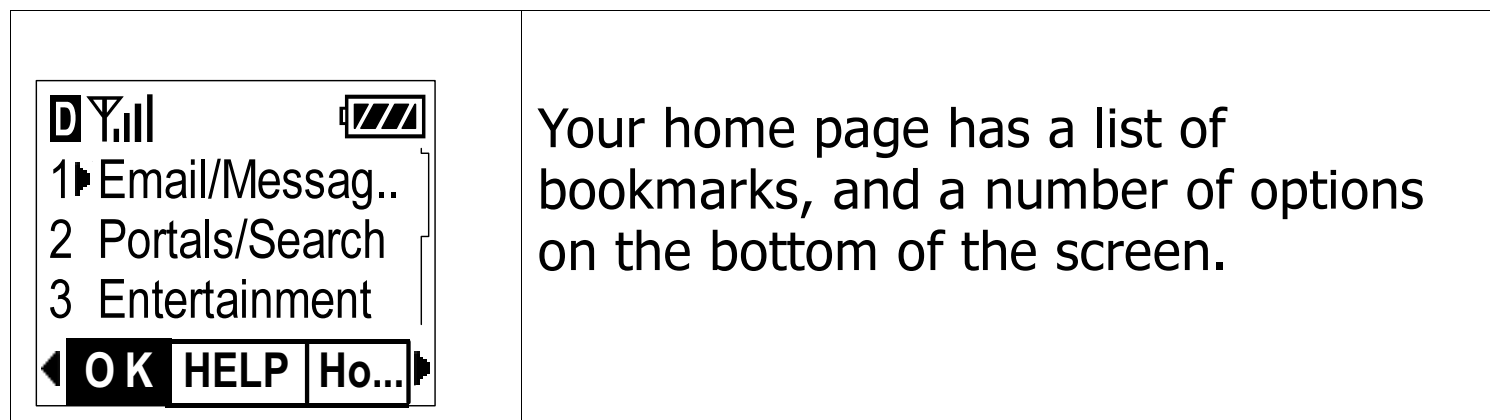 D
1 Email/Messag..
2 Portals/Search
3 Entertainment
OK HELP Ho...
Your home page has a list of
bookmarks, and a number of options
on the bottom of the screen.